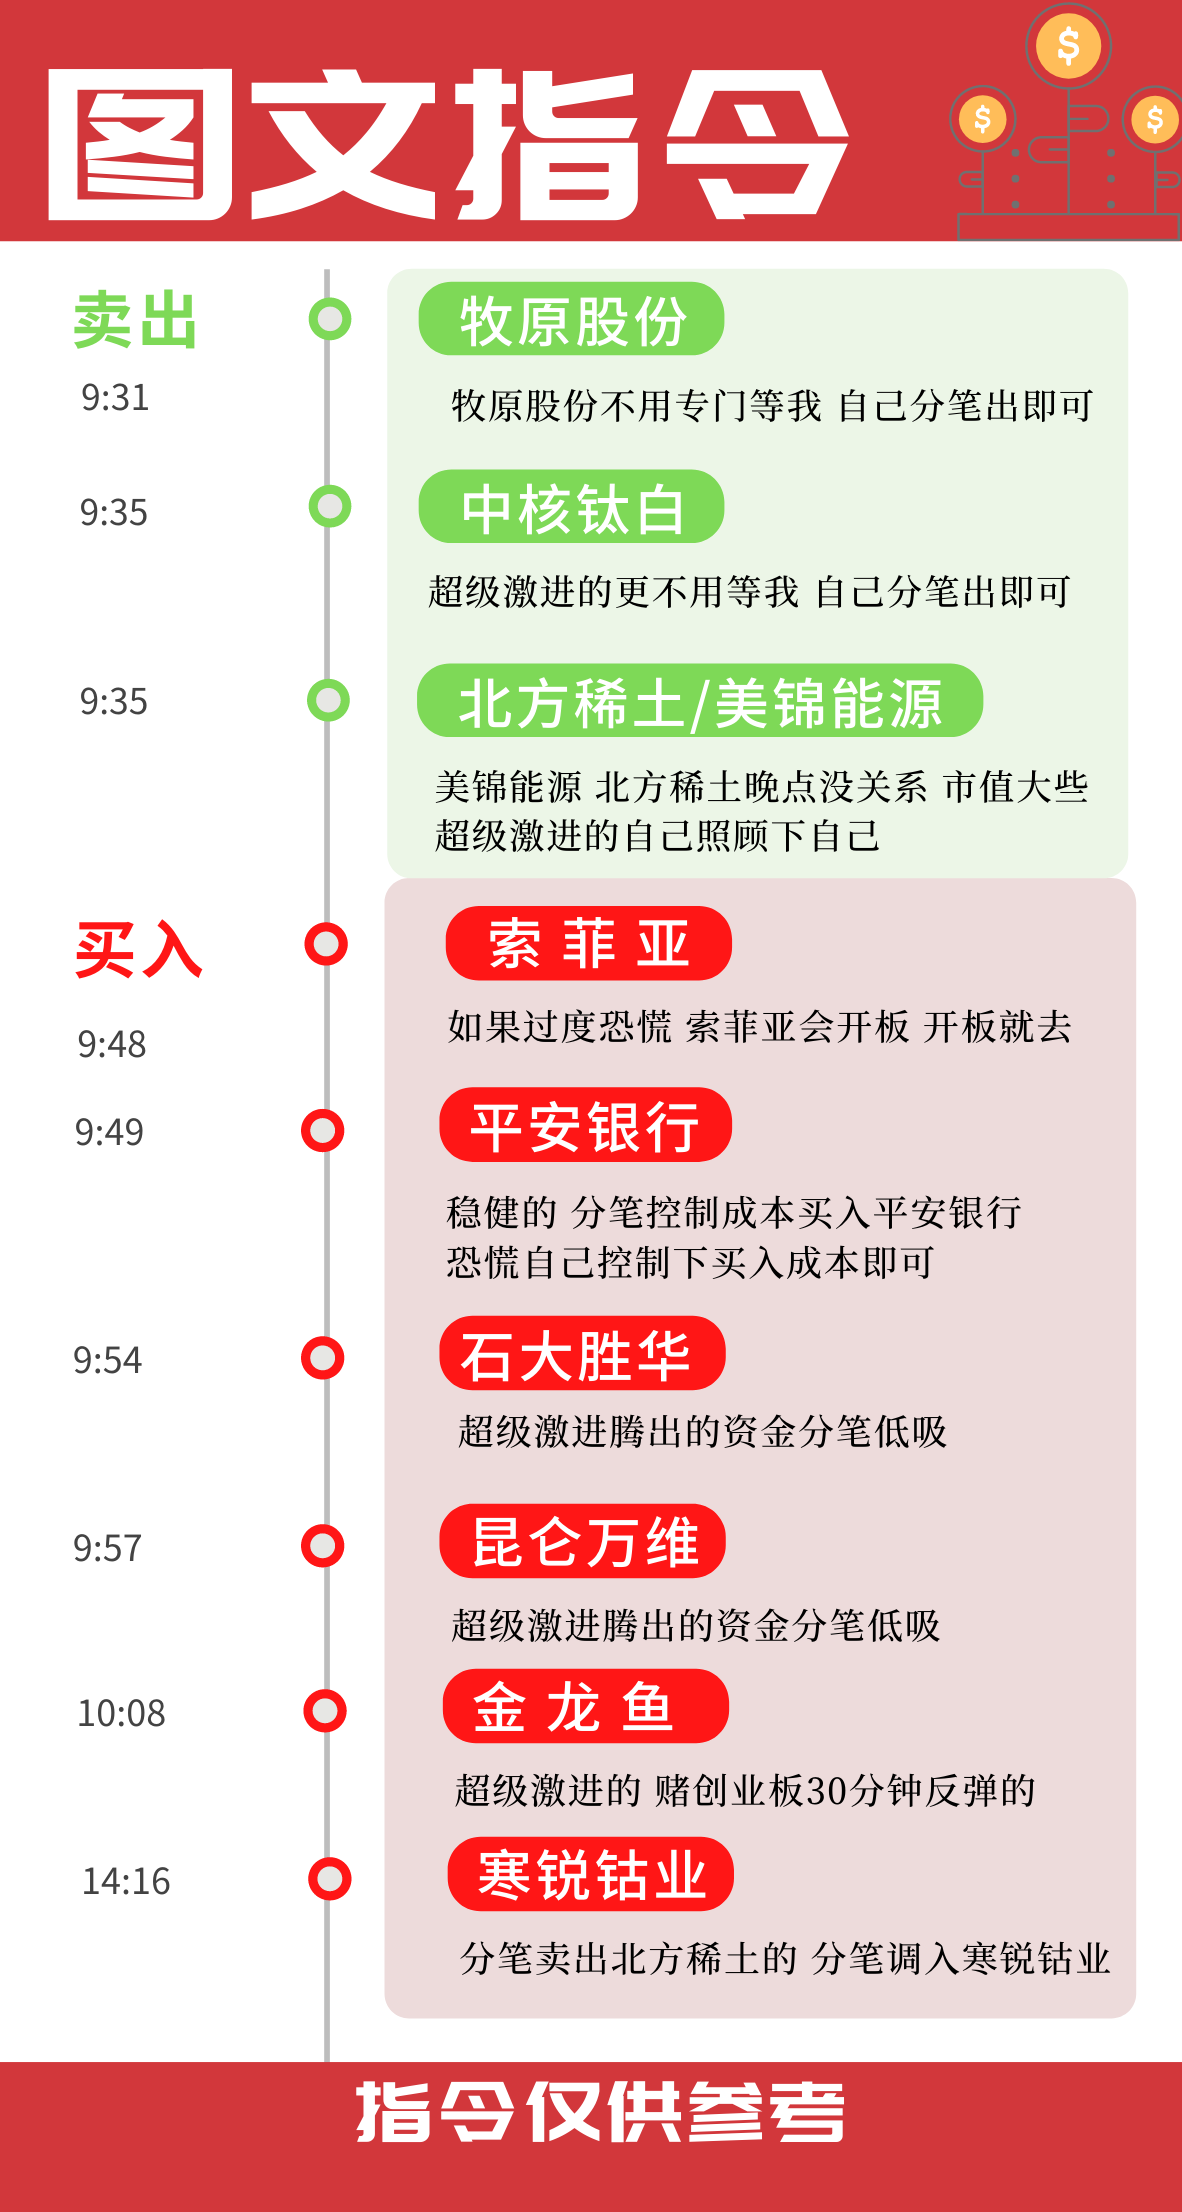 图文指令
卖出
牧原股份
9:31
牧原股份不用专门等我 自己分笔出即可
9:35
中核钛白
超级激进的更不用等我 自己分笔出即可
9:35
北方稀土/美锦能源
美锦能源 北方稀土晚点没关系 市值大些
超级激进的自己照顾下自己
买入
索菲亚
9:48
如果过度恐慌 索菲亚会开板 开板就去
9:49
平安银行
稳健的 分笔控制成本买入平安银行
恐慌自己控制下买入成本即可
9:54
石大胜华
超级激进腾出的资金分笔低吸
9:57
昆仑万维
超级激进腾出的资金分笔低吸
10:08
金龙鱼
超级激进的 赌创业板30分钟反弹的
14:16
寒锐钴业
分笔卖出北方稀土的 分笔调入寒锐钴业
指令仅供参考